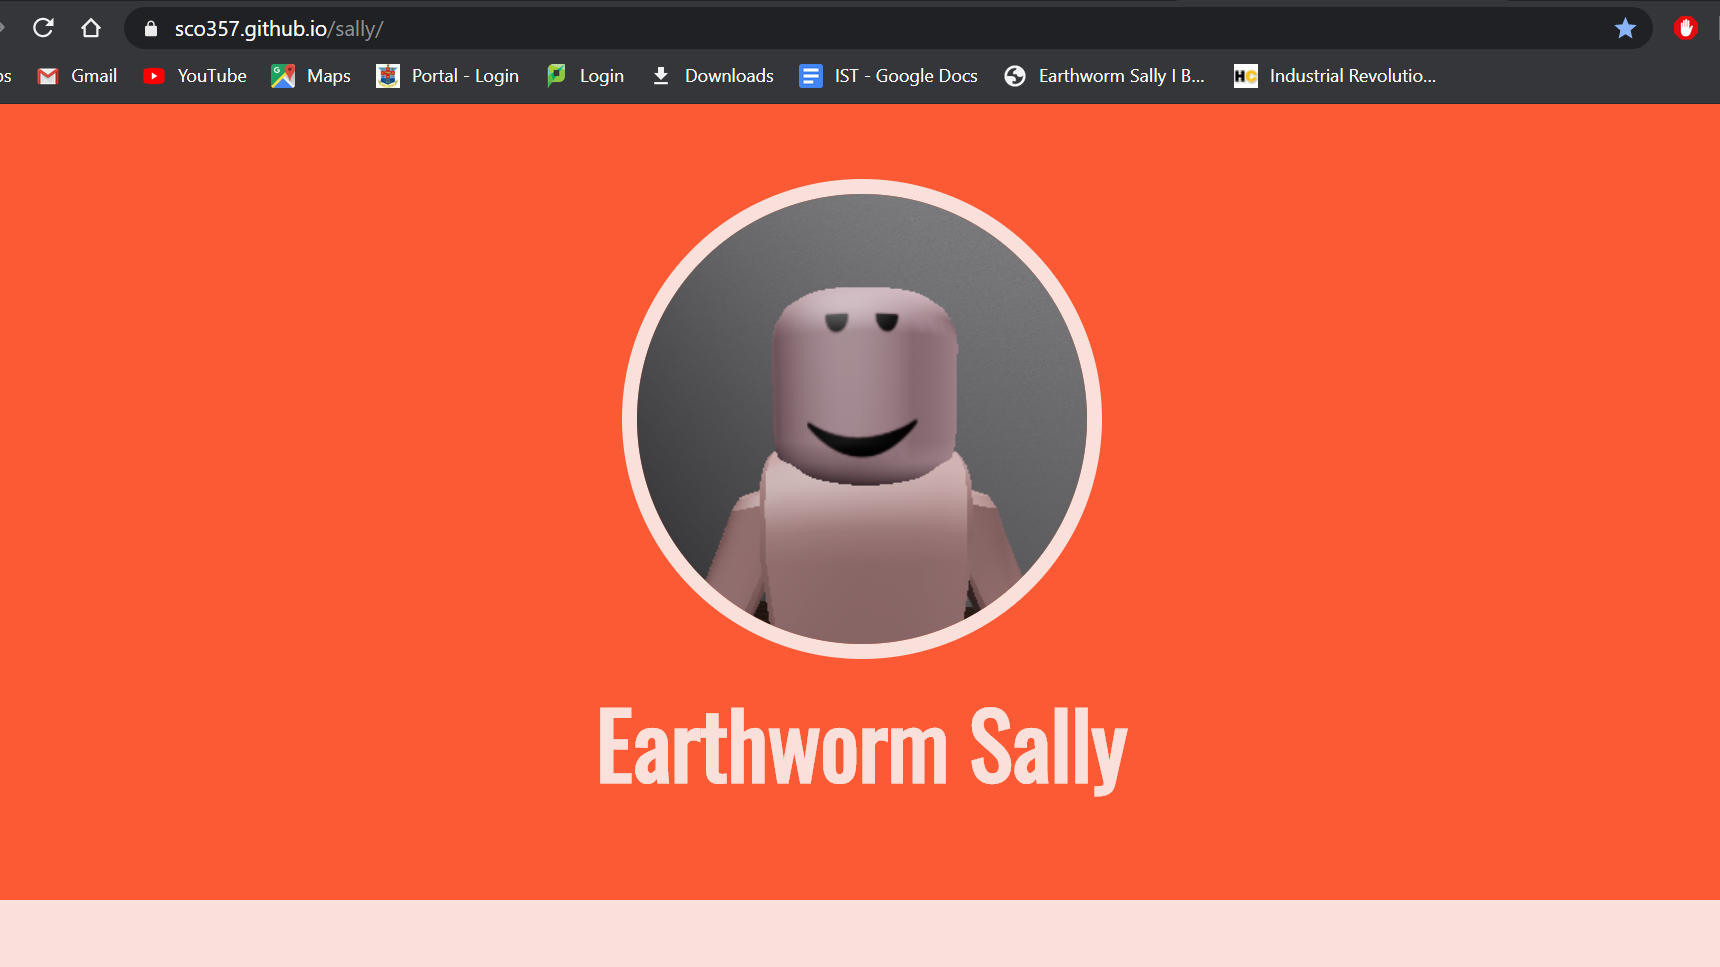 sco357.github.io/sally/
Gmail YouTube Maps Portal - Login Login Downloads IST - Google Docs Earthworm Sally I B... Industrial Revolutio...
Earthworm Sally